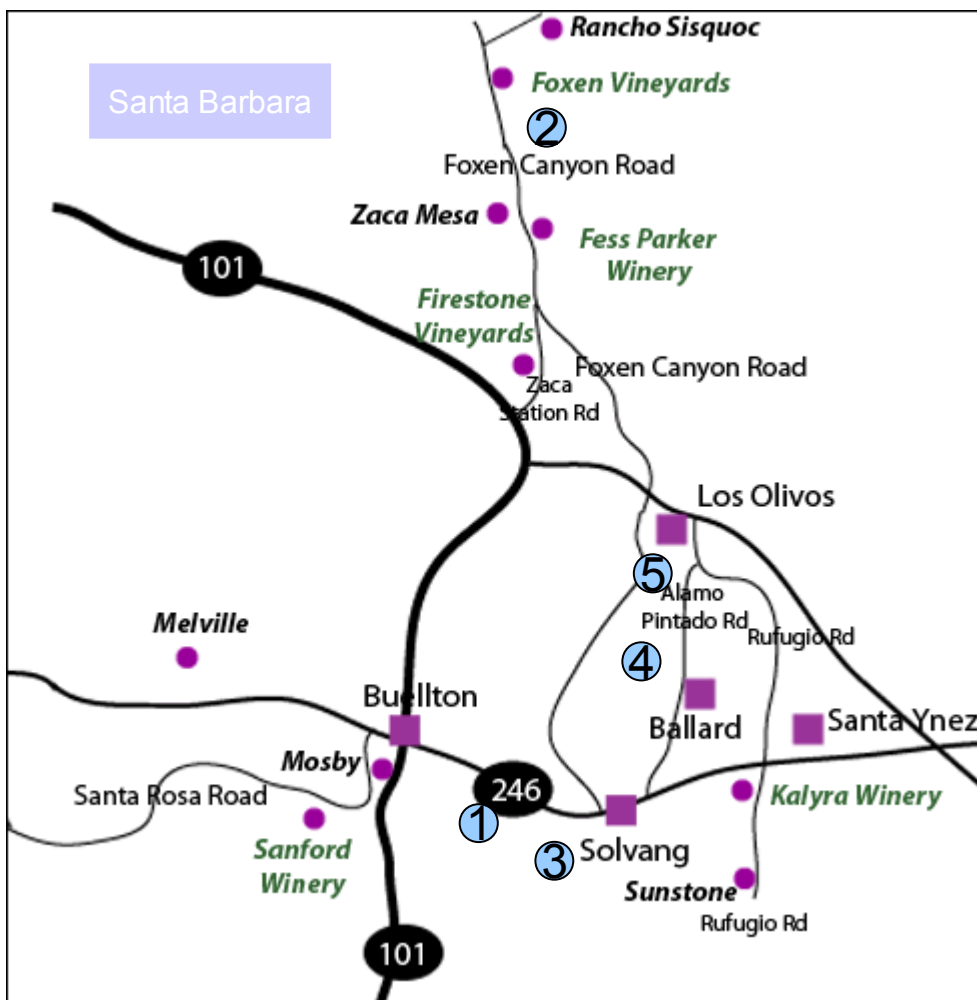 Rancho Sisquoc
Foxen Vineyards
Santa Barbara
2
Foxen Canyon Road
Zaca Mesa
Fess Parker
Winery
101
Firestone
Vineyards
Foxen Canyon Road
Zaca
Station Rd
Los Olivos
5
Alamo
Pintado Rd
Rufugio Rd
Melville
4
Buellton
Ballard
Santa Ynez
Mosby
246
Santa Rosa Road
Kalyra Winery
1
Sanford
Winery
3
Solvang
Sunstone
Rufugio Rd
101